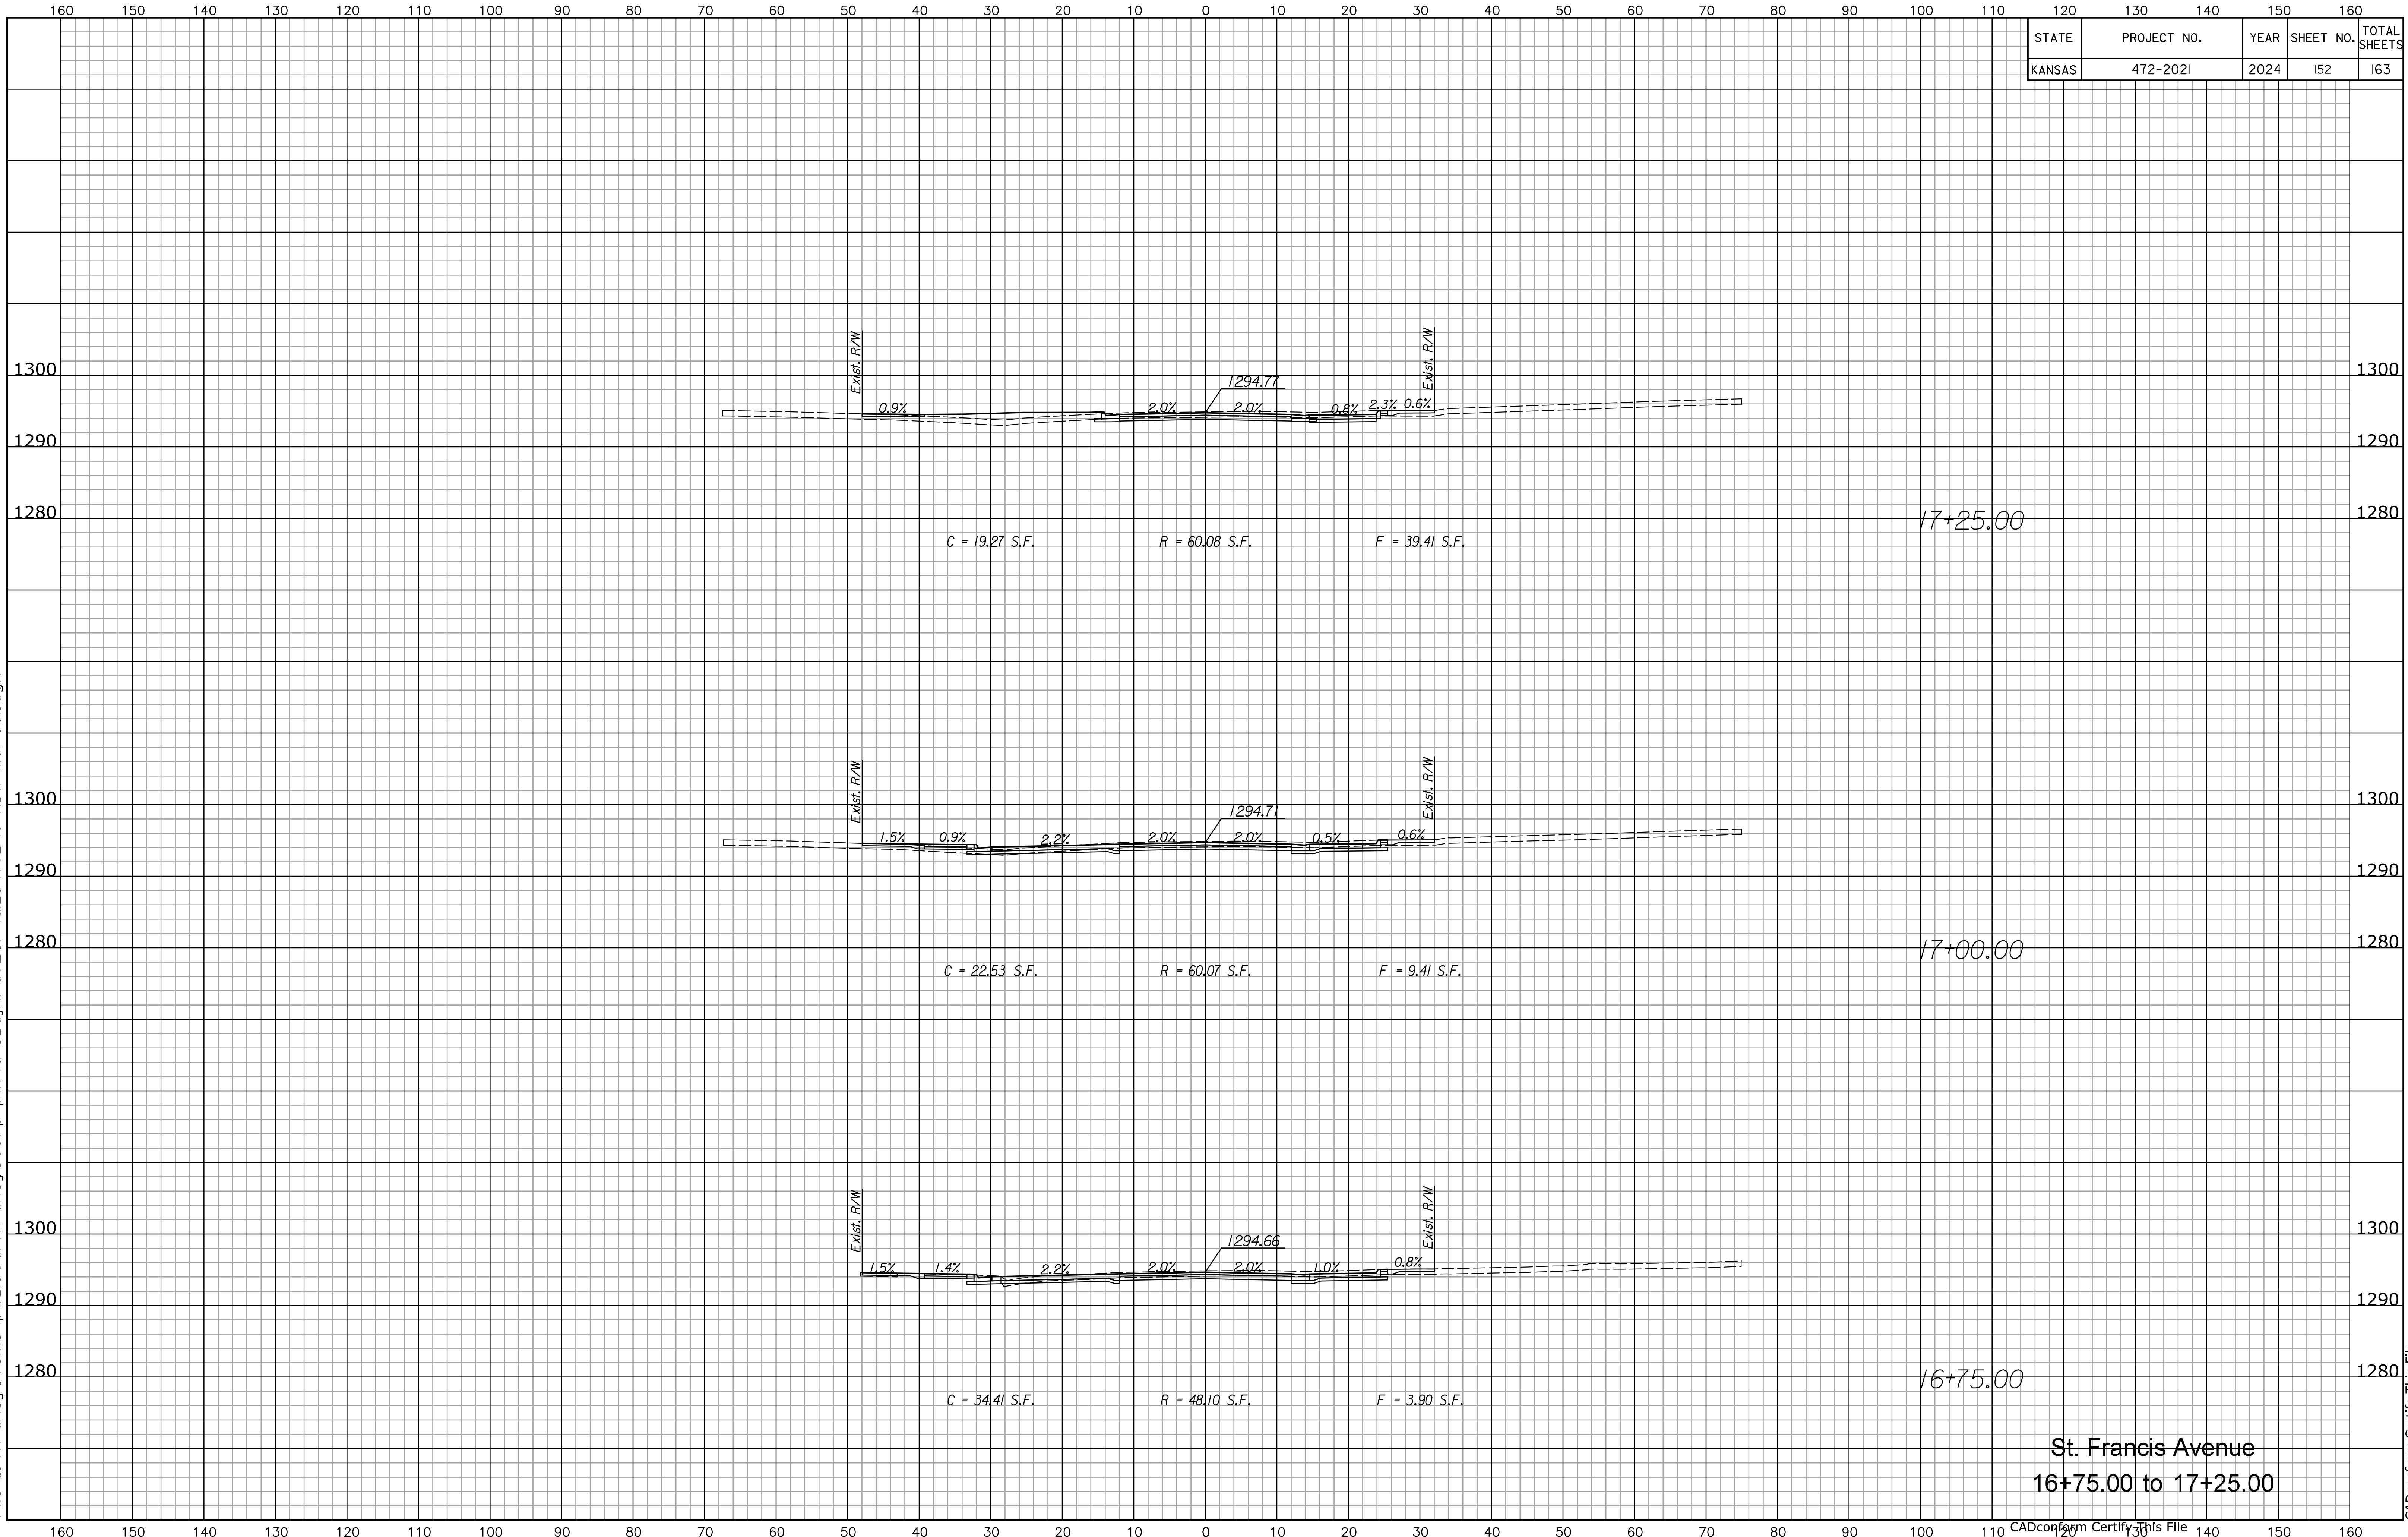 160 150 140 130 120 110 100 90 80 70 60 50 40 30 20 10 0 10 20 30 40 50 60 70 80 90 100 110 120 130 140 150 160
STATE PROJECT NO. YEAR SHEET NO. TOTAL SHEETS
KANSAS 472-2021 2024 152 163
Exist. R/W Exist. R/W
1300 1294.77 1300
0.9% 2.0% 2.0% 0.8% 2.3% 0.6%
1290 1290
1280 17+25.00 1280
C = 19.27 S.F. R = 60.08 S.F. F = 39.41 S.F.
Exist. R/W Exist. R/W
1300 1294.71 1300
1.5% 0.9% 2.2% 2.0% 2.0% 0.5% 0.6%
1290 1290
1280 17+00.00 1280
C = 22.53 S.F. R = 60.07 S.F. F = 9.41 S.F.
Exist. R/W Exist. R/W
1300 1294.66 1300
1.5% 1.4% 2.2% 2.0% 2.0% 1.0% 0.8%
1290 1290
1280 16+75.00 1280
C = 34.41 S.F. R = 48.10 S.F. F = 3.90 S.F.
St. Francis Avenue
16+75.00 to 17+25.00
CADconform Certify This File
160 150 140 130 120 110 100 90 80 70 60 50 40 30 20 10 0 10 20 30 40 50 60 70 80 90 100 110 120 130 140 150 160